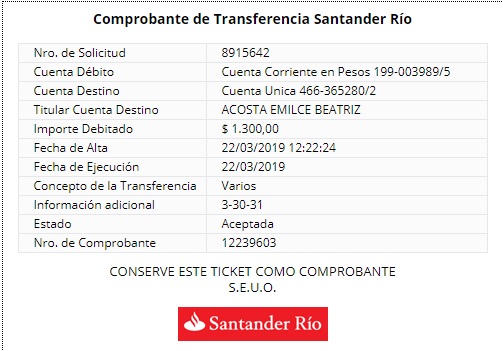 Comprobante de Transferencia Santander Río
Nro. de Solicitud 8915642
Cuenta Débito Cuenta Corriente en Pesos 199-003989/5
Cuenta Destino Cuenta Unica 466-365280/2
Titular Cuenta Destino ACOSTA EMILCE BEATRIZ
Importe Debitado $ 1.300,00
Fecha de Alta 22/03/2019 12:22:24
Fecha de Ejecución 22/03/2019
Concepto de la Transferencia Varios
Información adicional 3-30-31
Estado Aceptada
Nro. de Comprobante 12239603
CONSERVE ESTE TICKET COMO COMPROBANTE
S.E.U.O.
Santander Río